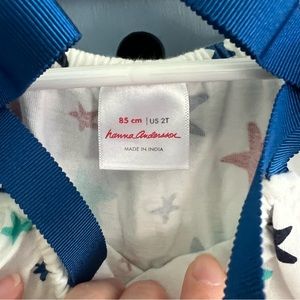 85 cm | US 2T
hanna andersson
MADE IN INDIA